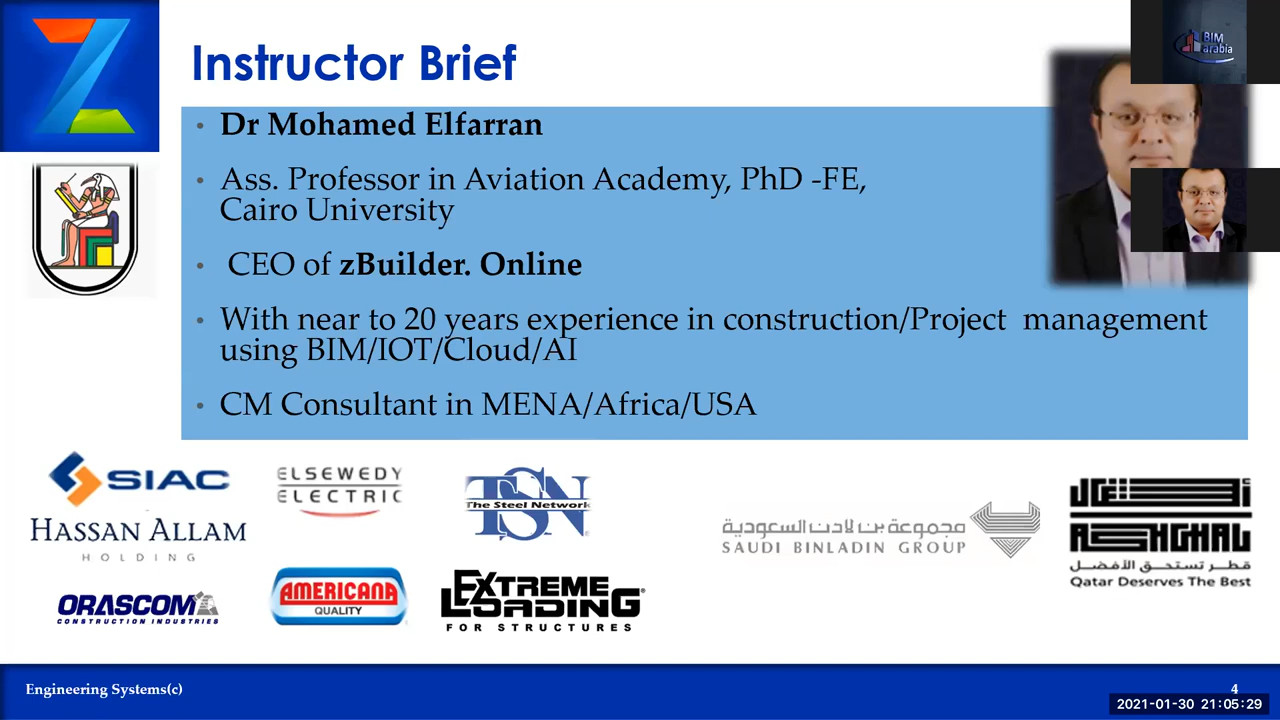 Instructor Brief
BIM
arabia
• Dr Mohamed Elfarran
• Ass. Professor in Aviation Academy, PhD -FE,
Cairo University
• CEO of zBuilder. Online
• With near to 20 years experience in construction/Project management
using BIM/IOT/Cloud/AI
• CM Consultant in MENA/Africa/USA
SIAC
HASSAN ALLAM
HOLDING
ELSEWEDY
ELECTRIC
TSN
The Steel Network
مجموعة بن لادن السعودية
SAUDI BINLADIN GROUP
أشغال
ASHGHAL
قطر تستحق الأفضل
Qatar Deserves The Best
ORASCOM
CONSTRUCTION INDUSTRIES
AMERICANA
QUALITY
EXTREME
LOADING®
FOR STRUCTURES
Engineering Systems(c)
4
2021-01-30 21:05:29